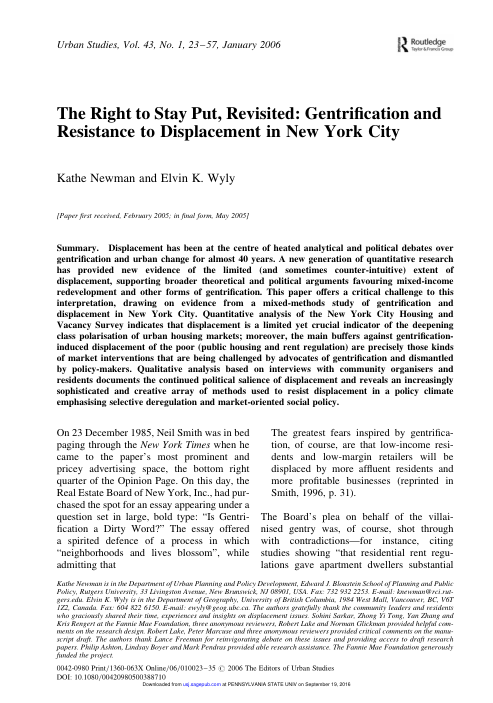 Urban Studies, Vol. 43, No. 1, 23–57, January 2006
Routledge
Taylor & Francis Group
The Right to Stay Put, Revisited: Gentrification and
Resistance to Displacement in New York City
Kathe Newman and Elvin K. Wyly
[Paper first received, February 2005; in final form, May 2005]
Summary. Displacement has been at the centre of heated analytical and political debates over
gentrification and urban change for almost 40 years. A new generation of quantitative research
has provided new evidence of the limited (and sometimes counter-intuitive) extent of
displacement, supporting broader theoretical and political arguments favouring mixed-income
redevelopment and other forms of gentrification. This paper offers a critical challenge to this
interpretation, drawing on evidence from a mixed-methods study of gentrification and
displacement in New York City. Quantitative analysis of the New York City Housing and
Vacancy Survey indicates that displacement is a limited yet crucial indicator of the deepening
class polarisation of urban housing markets; moreover, the main buffers against gentrification-
induced displacement of the poor (public housing and rent regulation) are precisely those kinds
of market interventions that are being challenged by advocates of gentrification and dismantled
by policy-makers. Qualitative analysis based on interviews with community organisers and
residents documents the continued political salience of displacement and reveals an increasingly
sophisticated and creative array of methods used to resist displacement in a policy climate
emphasising selective deregulation and market-oriented social policy.
On 23 December 1985, Neil Smith was in bed
paging through the New York Times when he
came to the paper's most prominent and
pricey advertising space, the bottom right
quarter of the Opinion Page. On this day, the
Real Estate Board of New York, Inc., had pur-
chased the spot for an essay appearing under a
question set in large, bold type: “Is Gentri-
fication a Dirty Word?” The essay offered
a spirited defence of a process in which
“neighborhoods and lives blossom”, while
admitting that
The greatest fears inspired by gentrifica-
tion, of course, are that low-income resi-
dents and low-margin retailers will be
displaced by more affluent residents and
more profitable businesses (reprinted in
Smith, 1996, p. 31).
The Board's plea on behalf of the villai-
nised gentry was, of course, shot through
with contradictions—for instance, citing
studies showing “that residential rent regu-
lations gave apartment dwellers substantial
Kathe Newman is in the Department of Urban Planning and Policy Development, Edward J. Bloustein School of Planning and Public
Policy, Rutgers University, 33 Livingston Avenue, New Brunswick, NJ 08901, USA. Fax: 732 932 2253. E-mail: knewman@rci.rut-
gers.edu. Elvin K. Wyly is in the Department of Geography, University of British Columbia, 1984 West Mall, Vancouver, BC, V6T
1Z2, Canada. Fax: 604 822 6150. E-mail: ewyly@geog.ubc.ca. The authors gratefully thank the community leaders and residents
who graciously shared their time, experiences and insights on displacement issues. Sohini Sarkar, Zhong Yi Tong, Yan Zhang and
Kris Rengert at the Fannie Mae Foundation, three anonymous reviewers, Robert Lake and Norman Glickman provided helpful com-
ments on the research design. Robert Lake, Peter Marcuse and three anonymous reviewers provided critical comments on the manu-
script draft. The authors thank Lance Freeman for reinvigorating debate on these issues and providing access to draft research
papers. Philip Ashton, Lindsay Boyer and Mark Pendras provided able research assistance. The Fannie Mae Foundation generously
funded the project.
0042-0980 Print/1360-063X Online/06/010023–35 © 2006 The Editors of Urban Studies
DOI: 10.1080/00420980500388710
Downloaded from usj.sagepub.com at PENNSYLVANIA STATE UNIV on September 19, 2016